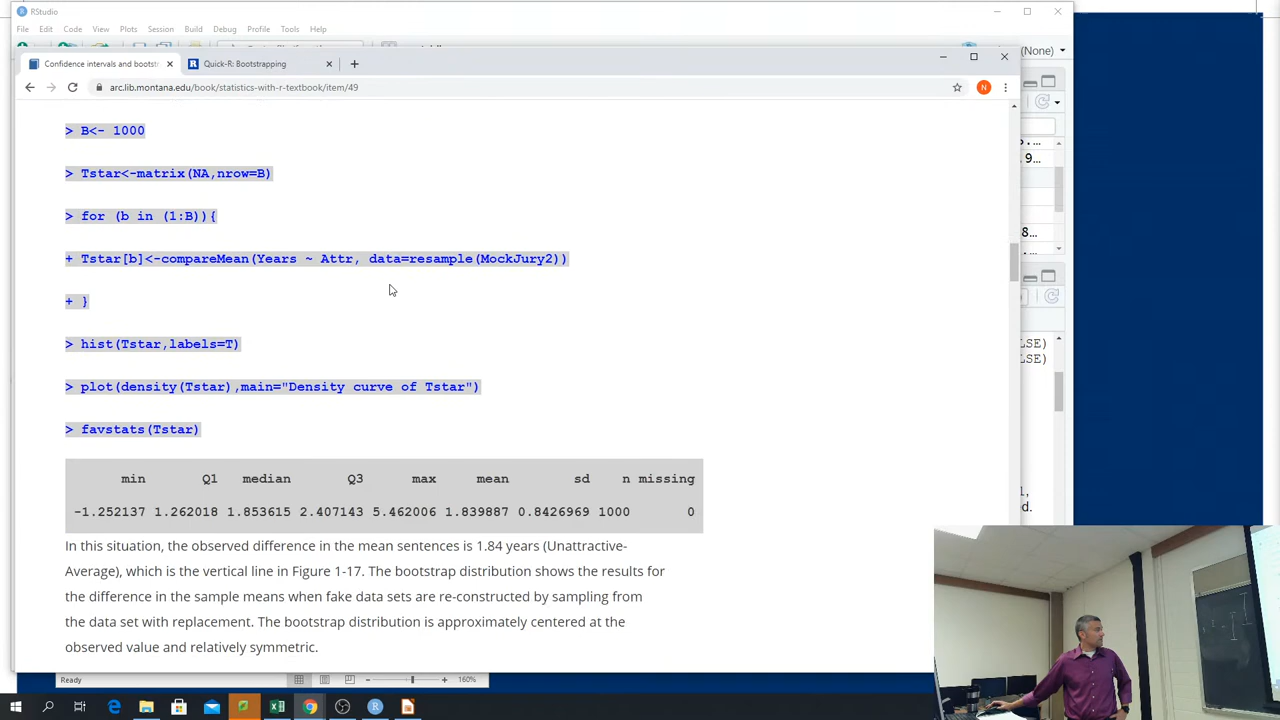 RStudio
File Edit Code View Plots Session Build Debug Profile Tools Help
(None)
Confidence intervals and bootst
Quick-R: Bootstrapping
arc.lib.montana.edu/book/statistics-with-r-textbook/item/49
N
> B<- 1000
> Tstar<-matrix(NA,nrow=B)
> for (b in (1:B)){
+ Tstar[b]<-compareMean(Years ~ Attr, data=resample(MockJury2))
+ }
> hist(Tstar,labels=T)
> plot(density(Tstar),main="Density curve of Tstar")
> favstats(Tstar)
min Q1 median Q3 max mean sd n missing
-1.252137 1.262018 1.853615 2.407143 5.462006 1.839887 0.8426969 1000 0
In this situation, the observed difference in the mean sentences is 1.84 years (Unattractive-
Average), which is the vertical line in Figure 1-17. The bootstrap distribution shows the results for
the difference in the sample means when fake data sets are re-constructed by sampling from
the data set with replacement. The bootstrap distribution is approximately centered at the
observed value and relatively symmetric.
.9...
8...
LSE)
LSE)
d.
Ready
160%